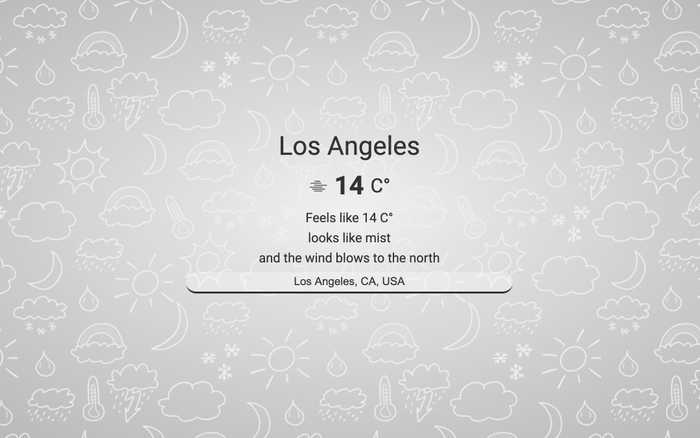 Los Angeles
14 C°
Feels like 14 C°
looks like mist
and the wind blows to the north
Los Angeles, CA, USA